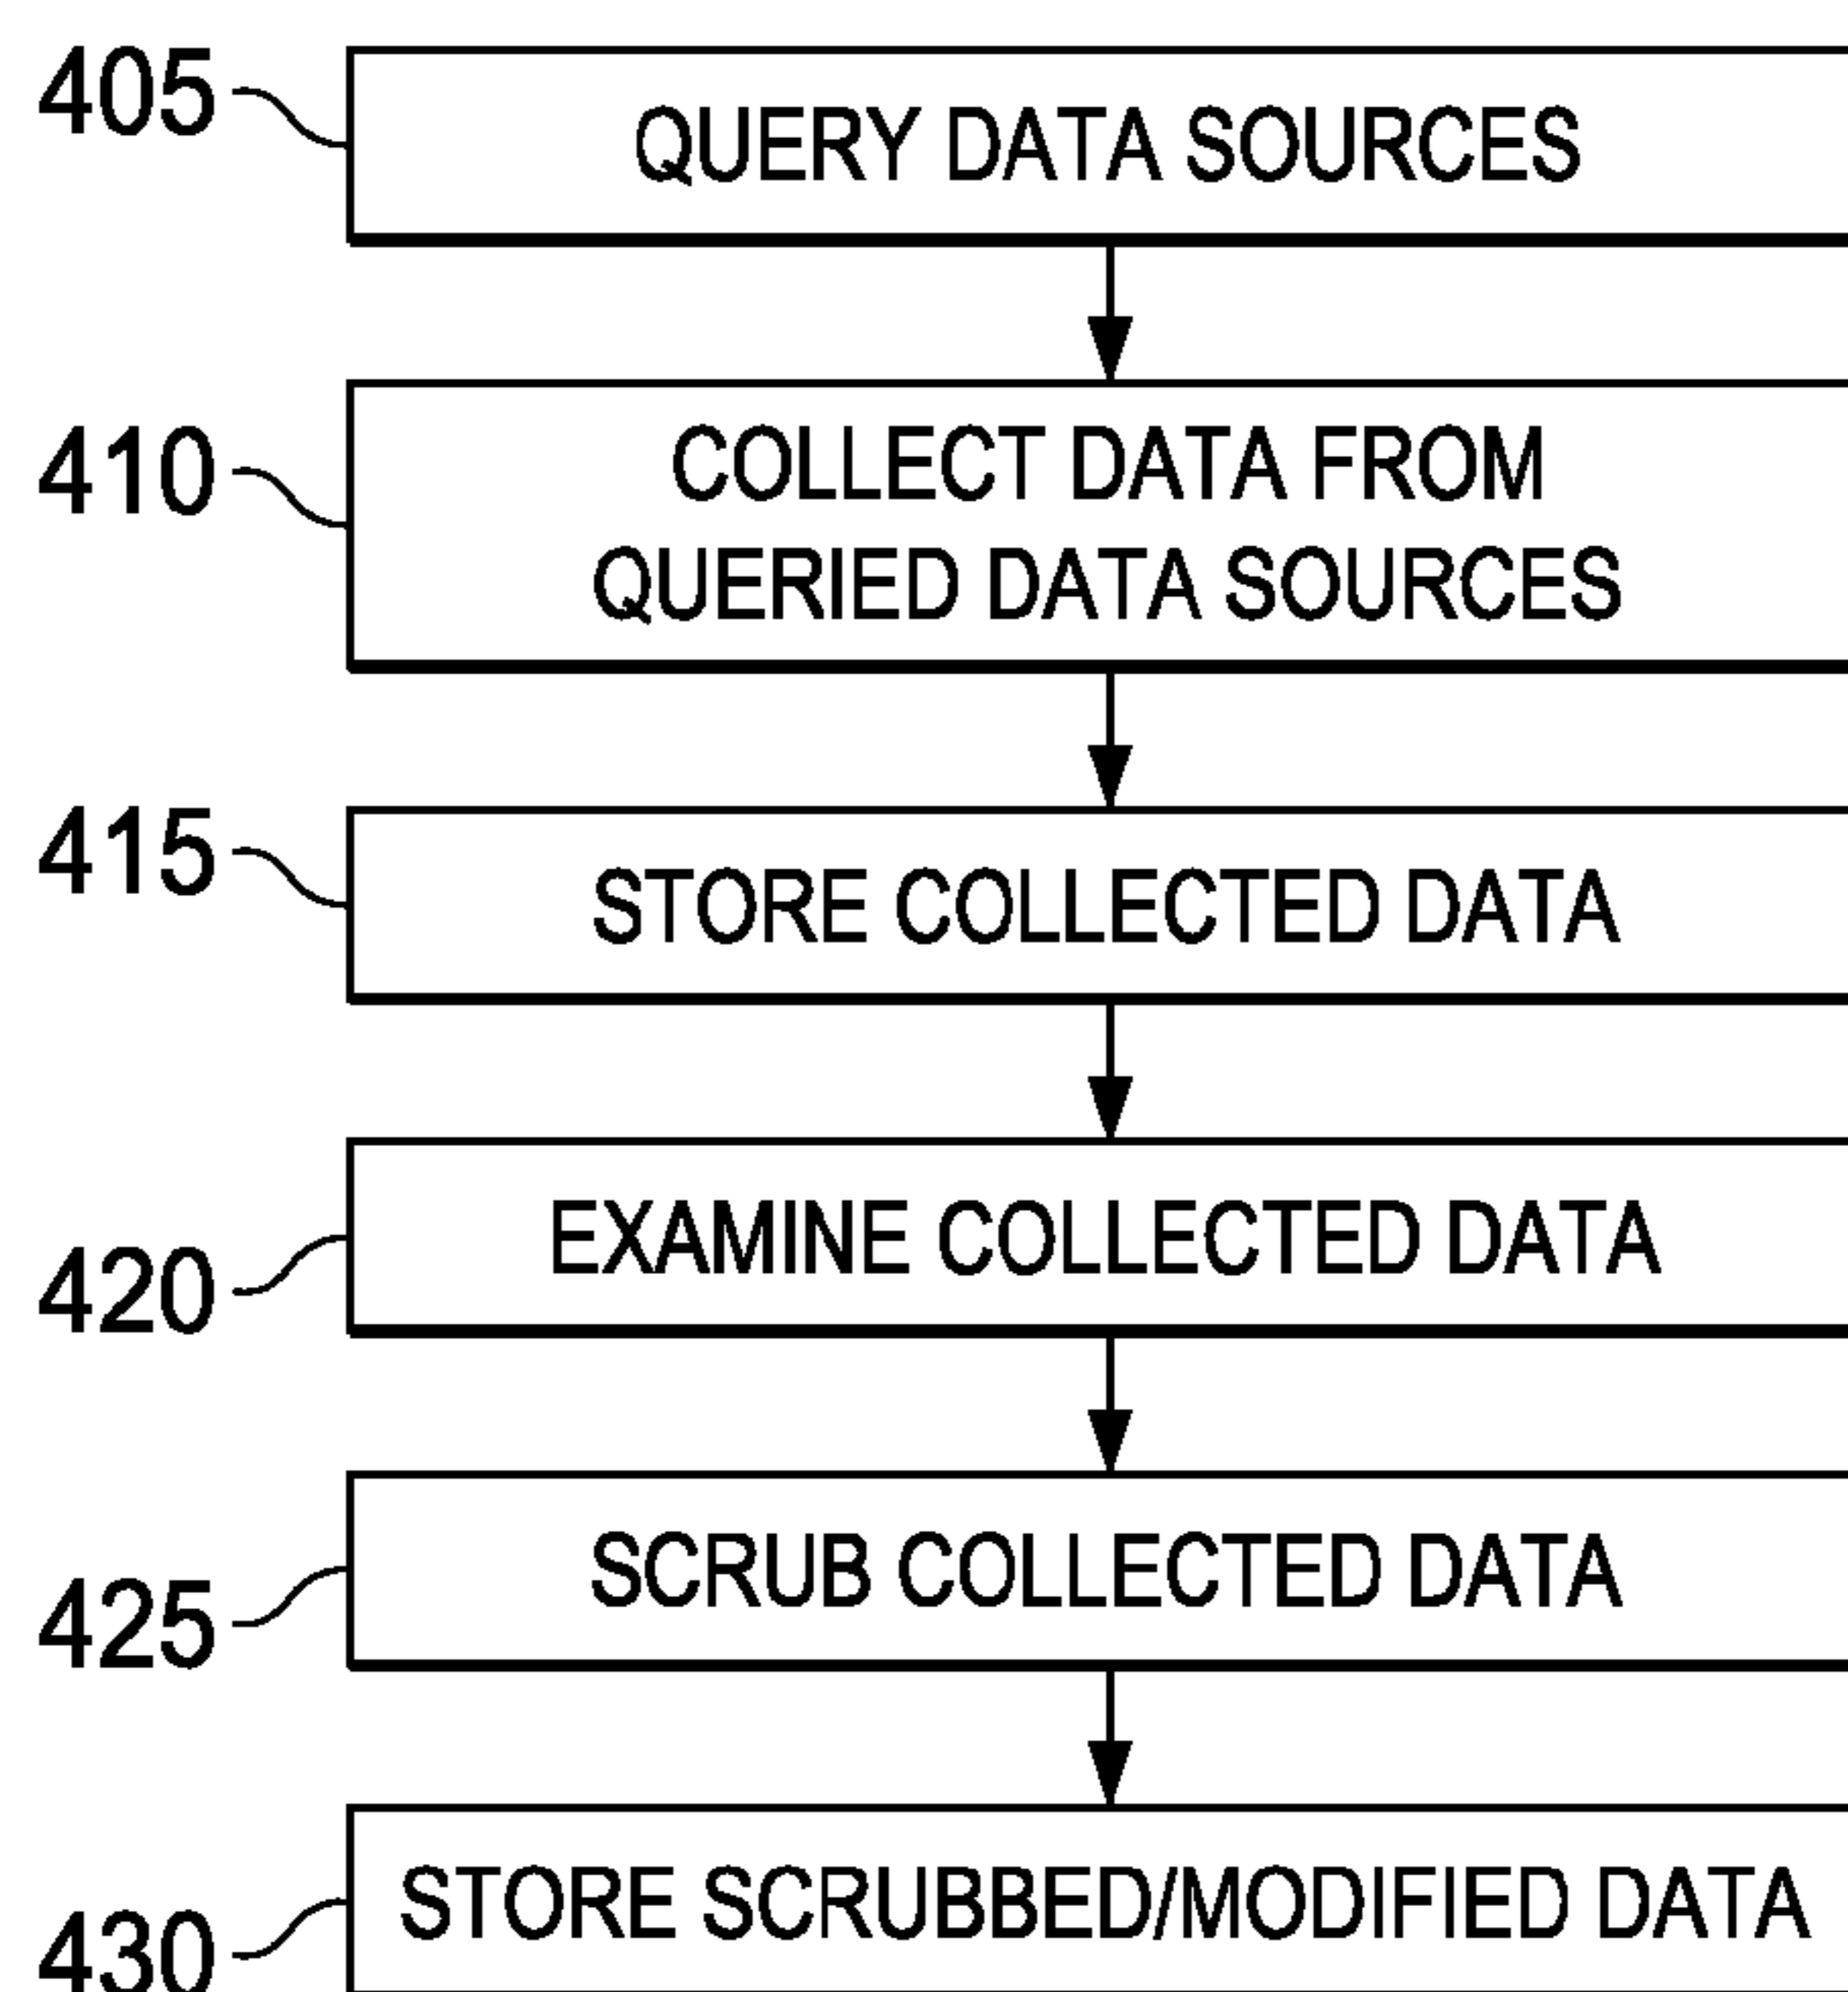 405
QUERY DATA SOURCES
410
COLLECT DATA FROM
QUERIED DATA SOURCES
415
STORE COLLECTED DATA
420
EXAMINE COLLECTED DATA
425
SCRUB COLLECTED DATA
430
STORE SCRUBBED/MODIFIED DATA